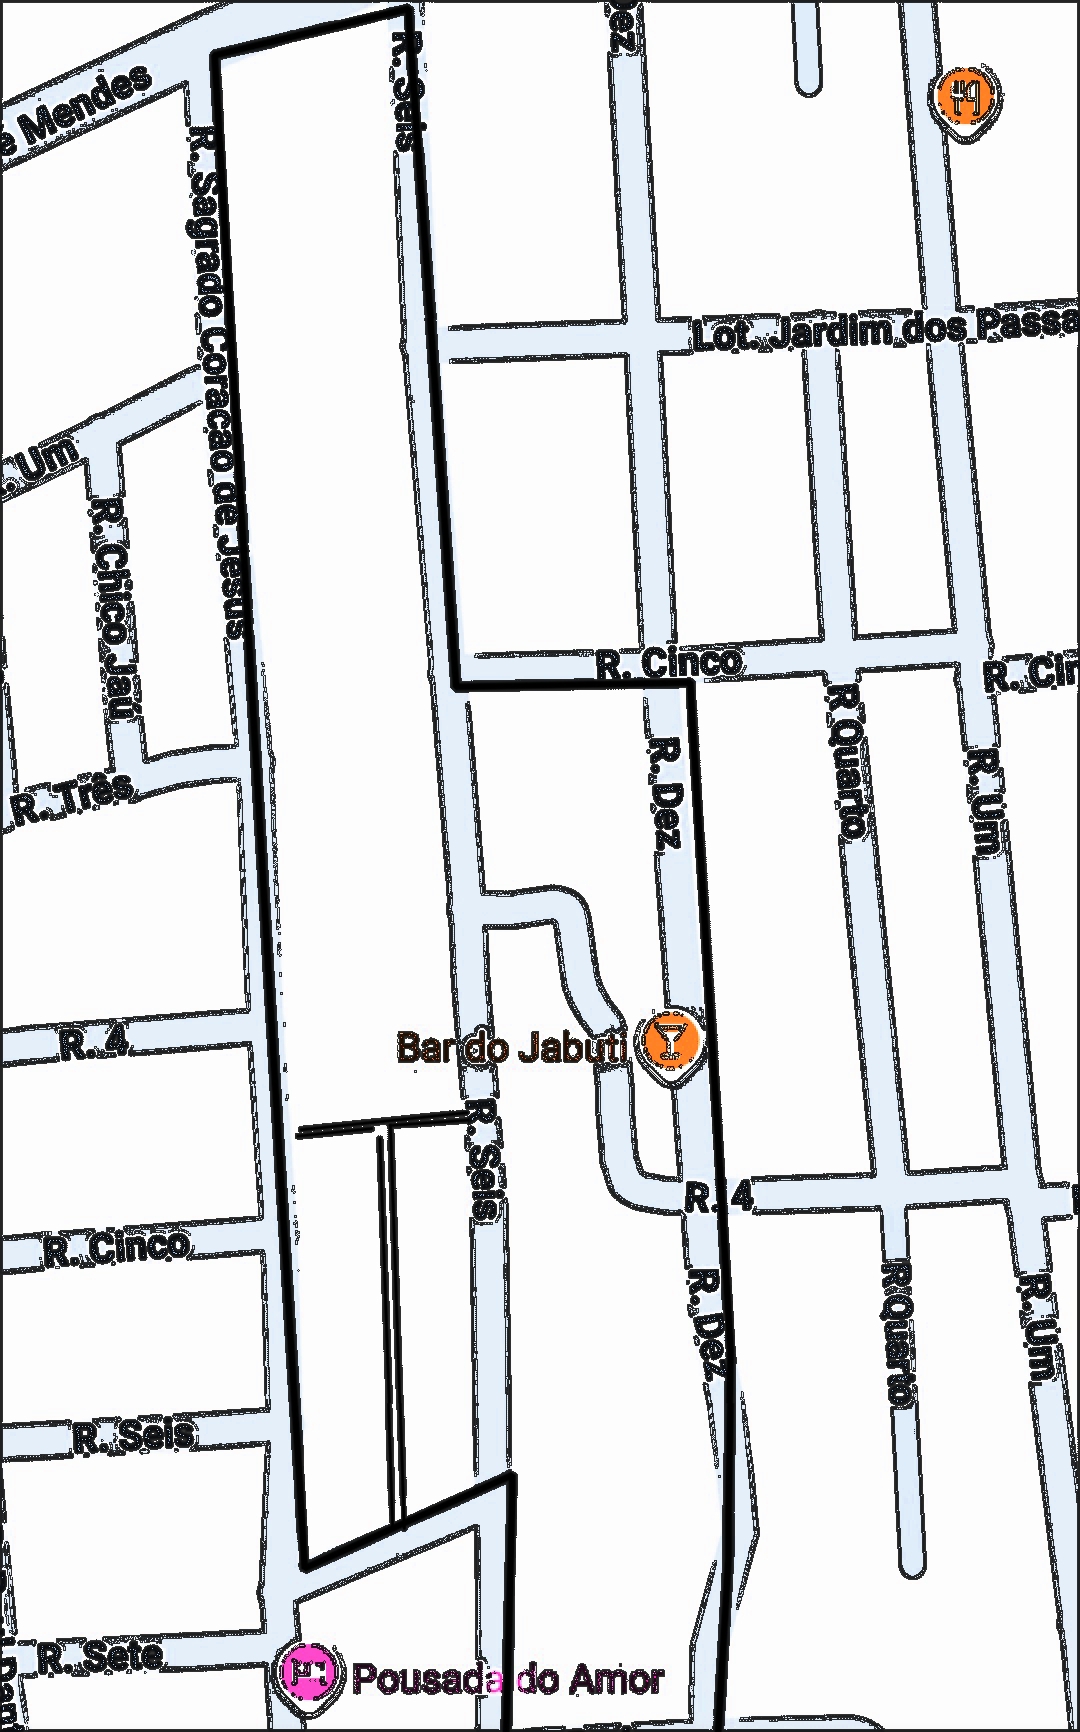 Dez
R. Seis
e Mendes
R. Sagrado Coracao de Jesus
Lot. Jardim dos Passa
. Um
R. Chico Jaú
R. Cinco
R. Cin
R. Três
R. Dez
R Quarto
R. Um
R. 4
Bar do Jabuti
R. Seis
R. 4
R. Cinco
R. Dez
R Quarto
R. Um
R. Seis
R. Sete
Pousada do Amor